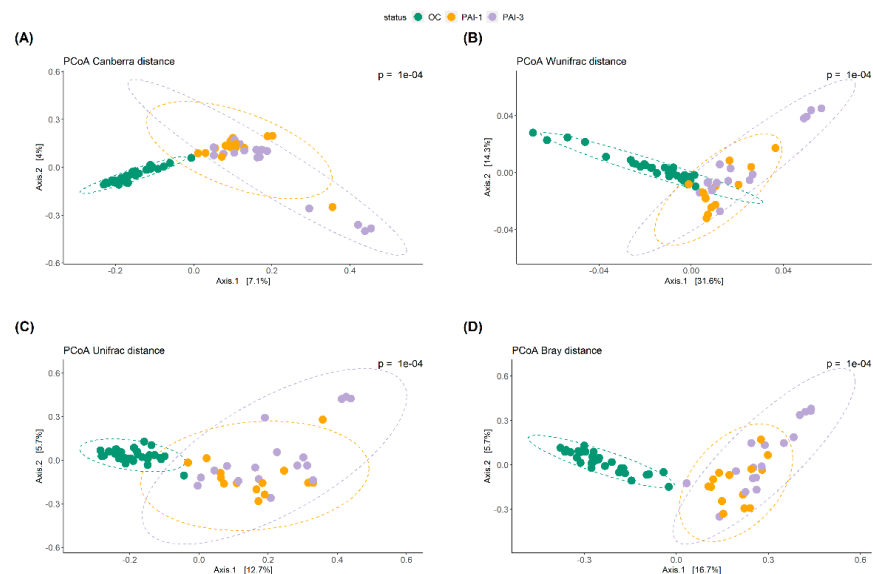 status OC PAI-1 PAI-3
(A)
PCoA Canberra distance
p = 1e-04
0.6
0.3
0.0
-0.3
-0.6
Axis.2 [4%]
-0.2 0.0 0.2 0.4
Axis.1 [7.1%]
(B)
PCoA Wunifrac distance
p = 1e-04
0.04
0.00
-0.04
Axis.2 [14.3%]
-0.04 0.00 0.04
Axis.1 [31.6%]
(C)
PCoA Unifrac distance
p = 1e-04
0.6
0.3
0.0
-0.3
-0.6
Axis.2 [5.7%]
-0.3 0.0 0.3 0.6
Axis.1 [12.7%]
(D)
PCoA Bray distance
p = 1e-04
0.6
0.3
0.0
-0.3
Axis.2 [5.7%]
-0.3 0.0 0.3 0.6
Axis.1 [16.7%]